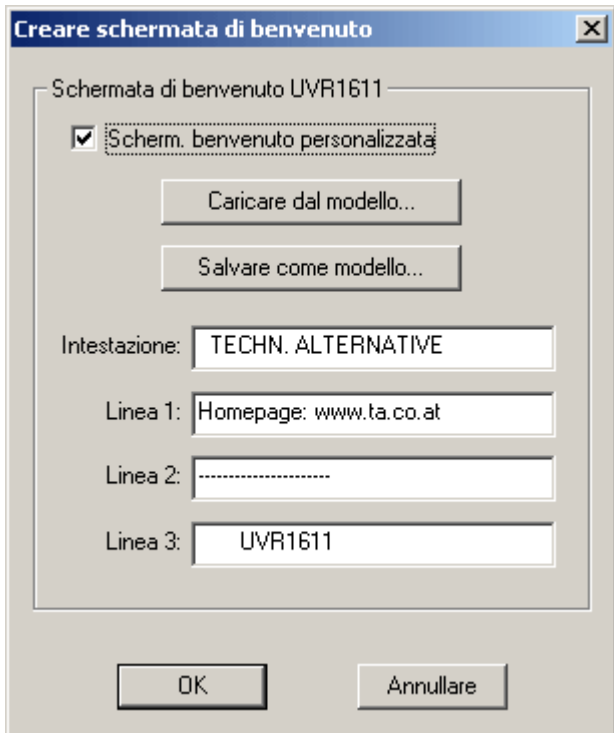 Creare schermata di benvenuto
Schermata di benvenuto UVR1611
Scherm. benvenuto personalizzata
Caricare dal modello...
Salvare come modello...
Intestazione: TECHN. ALTERNATIVE
Linea 1: Homepage: www.ta.co.at
Linea 2: ---------------------
Linea 3: UVR1611
OK Annullare